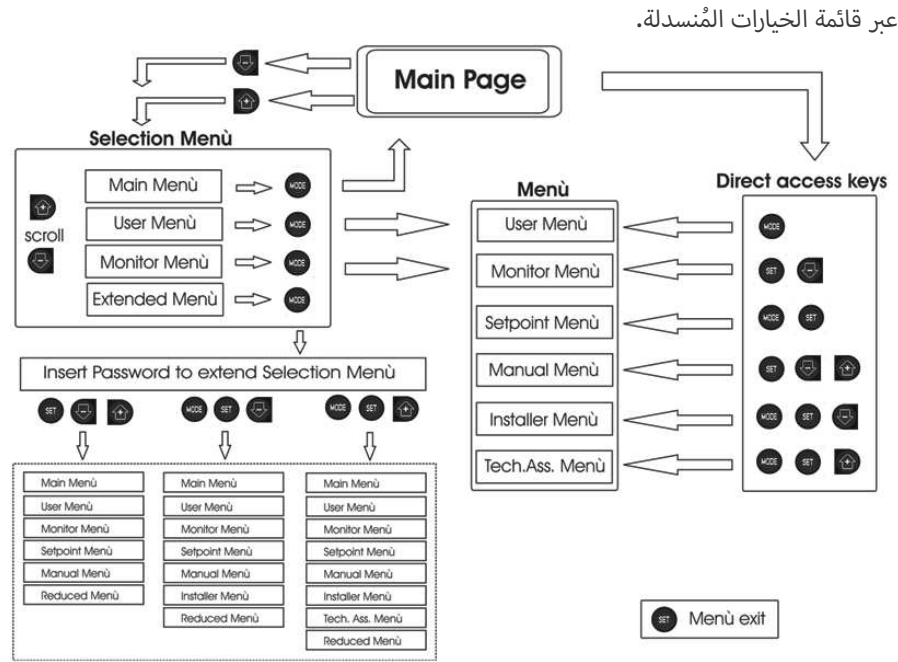 عبر قائمة الخيارات المُنسدلة.
Main Page
Selection Menù
Main Menù
MODE
User Menù
MODE
scroll
Monitor Menù
MODE
Extended Menù
MODE
Menù
User Menù
Monitor Menù
Setpoint Menù
Manual Menù
Installer Menù
Tech.Ass. Menù
Direct access keys
MODE
SET
MODE SET
SET
MODE SET
MODE SET
Insert Password to extend Selection Menù
SET
MODE SET
MODE SET
Main Menù
User Menù
Monitor Menù
Setpoint Menù
Manual Menù
Reduced Menù
Main Menù
User Menù
Monitor Menù
Setpoint Menù
Manual Menù
Installer Menù
Reduced Menù
Main Menù
User Menù
Monitor Menù
Setpoint Menù
Manual Menù
Installer Menù
Tech. Ass. Menù
Reduced Menù
SET Menù exit